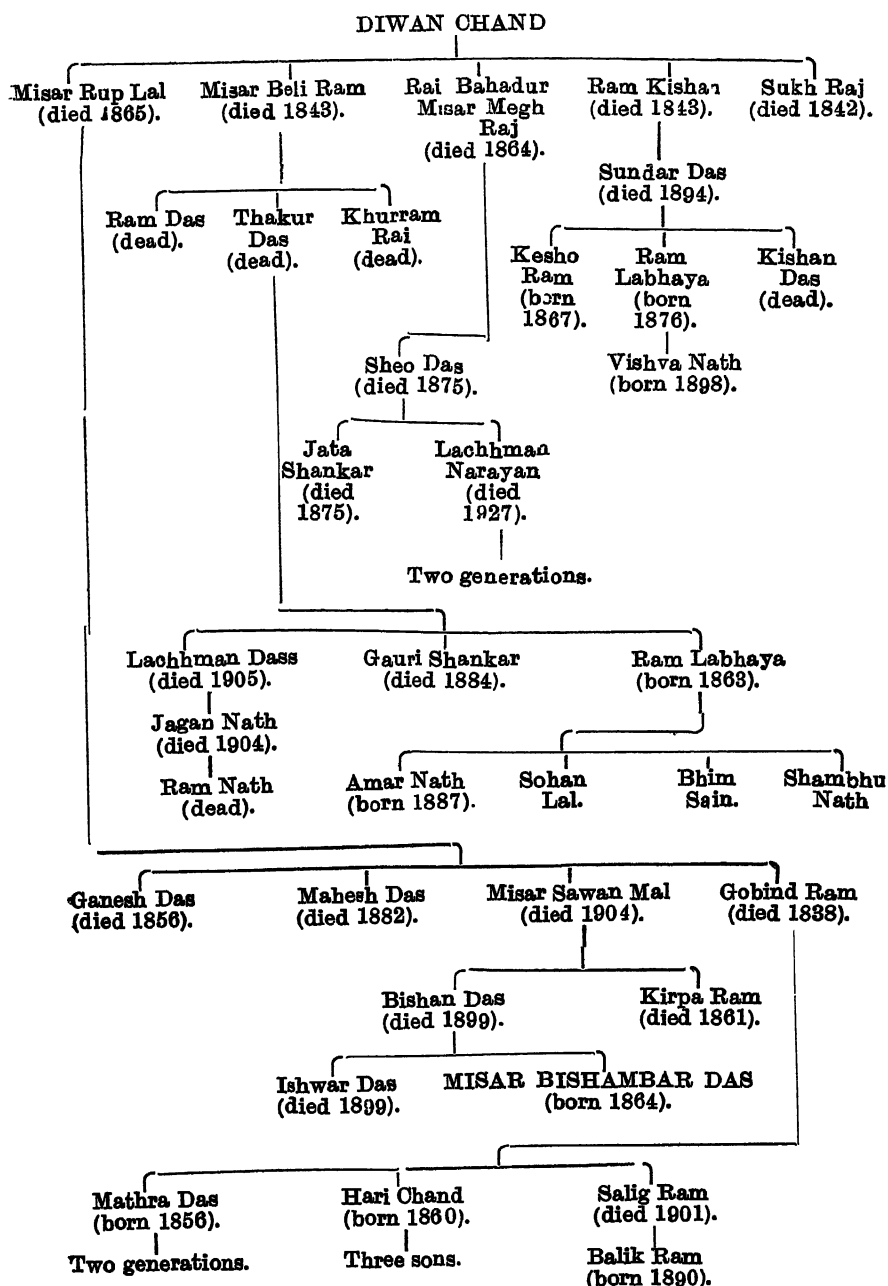 DIWAN CHAND
Misar Rup Lal
(died 1865).
Misar Beli Ram
(died 1843).
Rai Bahadur
Misar Megh
Raj
(died 1864).
Ram Kishan
(died 1843).
Sukh Raj
(died 1842).
Sundar Das
(died 1894).
Ram Das
(dead).
Thakur
Das
(dead).
Khurram
Rai
(dead).
Kesho
Ram
(born
1867).
Ram
Labhaya
(born
1876).
Kishan
Das
(dead).
Vishva Nath
(born 1898).
Sheo Das
(died 1875).
Jata
Shankar
(died
1875).
Lachhman
Narayan
(died
1927).
Two generations.
Lachhman Dass
(died 1905).
Gauri Shankar
(died 1884).
Ram Labhaya
(born 1863).
Jagan Nath
(died 1904).
Ram Nath
(dead).
Amar Nath
(born 1887).
Sohan
Lal.
Bhim
Sain.
Shambhu
Nath
Ganesh Das
(died 1856).
Mahesh Das
(died 1882).
Misar Sawan Mal
(died 1904).
Gobind Ram
(died 1838).
Bishan Das
(died 1899).
Kirpa Ram
(died 1861).
Ishwar Das
(died 1899).
MISAR BISHAMBAR DAS
(born 1864).
Mathra Das
(born 1856).
Hari Chand
(born 1860).
Salig Ram
(died 1901).
Two generations.
Three sons.
Balik Ram
(born 1890).